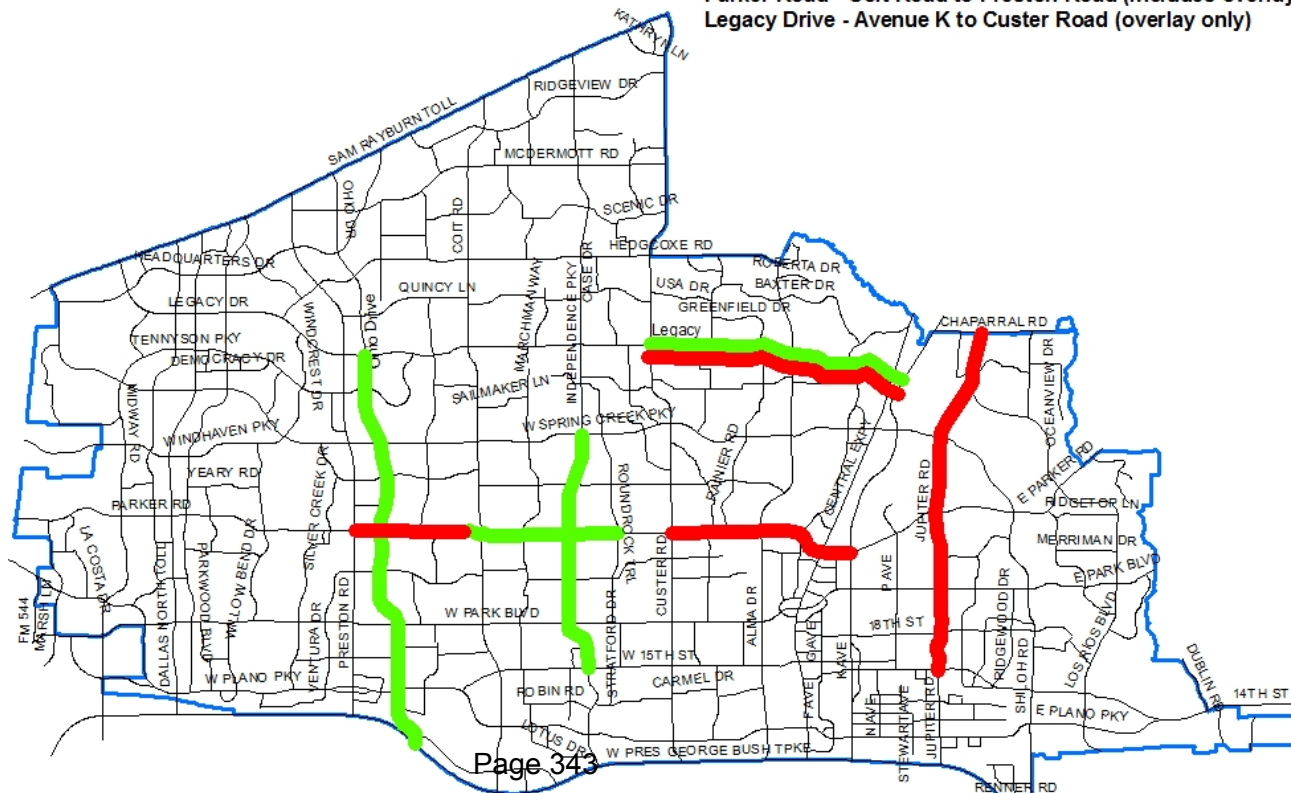 Legacy Drive - Avenue K to Custer Road (overlay only)
KATHRYN LN
RIDGEVIEW DR
SAM RAYBURN TOLL
MCDERMOTT RD
OHIO DR
COIT RD
SCENIC DR
HEDGCOXE RD
HEADQUARTERS DR
ROBERTA DR
CASE DR
USA DR
BAXTER DR
QUINCY LN
MARCHMAN WAY
INDEPENDENCE PKY
GREENFIELD DR
LEGACY DR
WINDCREST DR
Drive
CHAPARRAL RD
Legacy
TENNYSON PKY
DEMOCRACY DR
SAILMAKER LN
OCEANVIEW DR
MIDWAY RD
W SPRING CREEK PKY
WINDHAVEN PKY
RAINIER RD
CENTRAL EXPY
JUPITER RD
E PARKER RD
YEARY RD
SILVER CREEK DR
ROUNDROCK TRL
RIDGETOP LN
PARKER RD
LA COSTA DR
WILLOW BEND DR
MERRIMAN DR
DALLAS NORTH TOLL
PARKWOOD BLVD
PRESTON RD
CUSTER RD
P AVE
E PARK BLVD
FM 544
MARSH LN
VENTURA DR
W PARK BLVD
STRATFORD DR
ALMA DR
G AVE
18TH ST
RIDGEWOOD DR
LOS RIOS BLVD
W 15TH ST
K AVE
SHILOH RD
DUBLIN RD
W PLANO PKY
ROBIN RD
CARMEL DR
F AVE
N AVE
STEWART AVE
JUPITER RD
14TH ST
E PLANO PKY
LOTUS DR
W PRES GEORGE BUSH TPKE
Page 343
RENNER RD